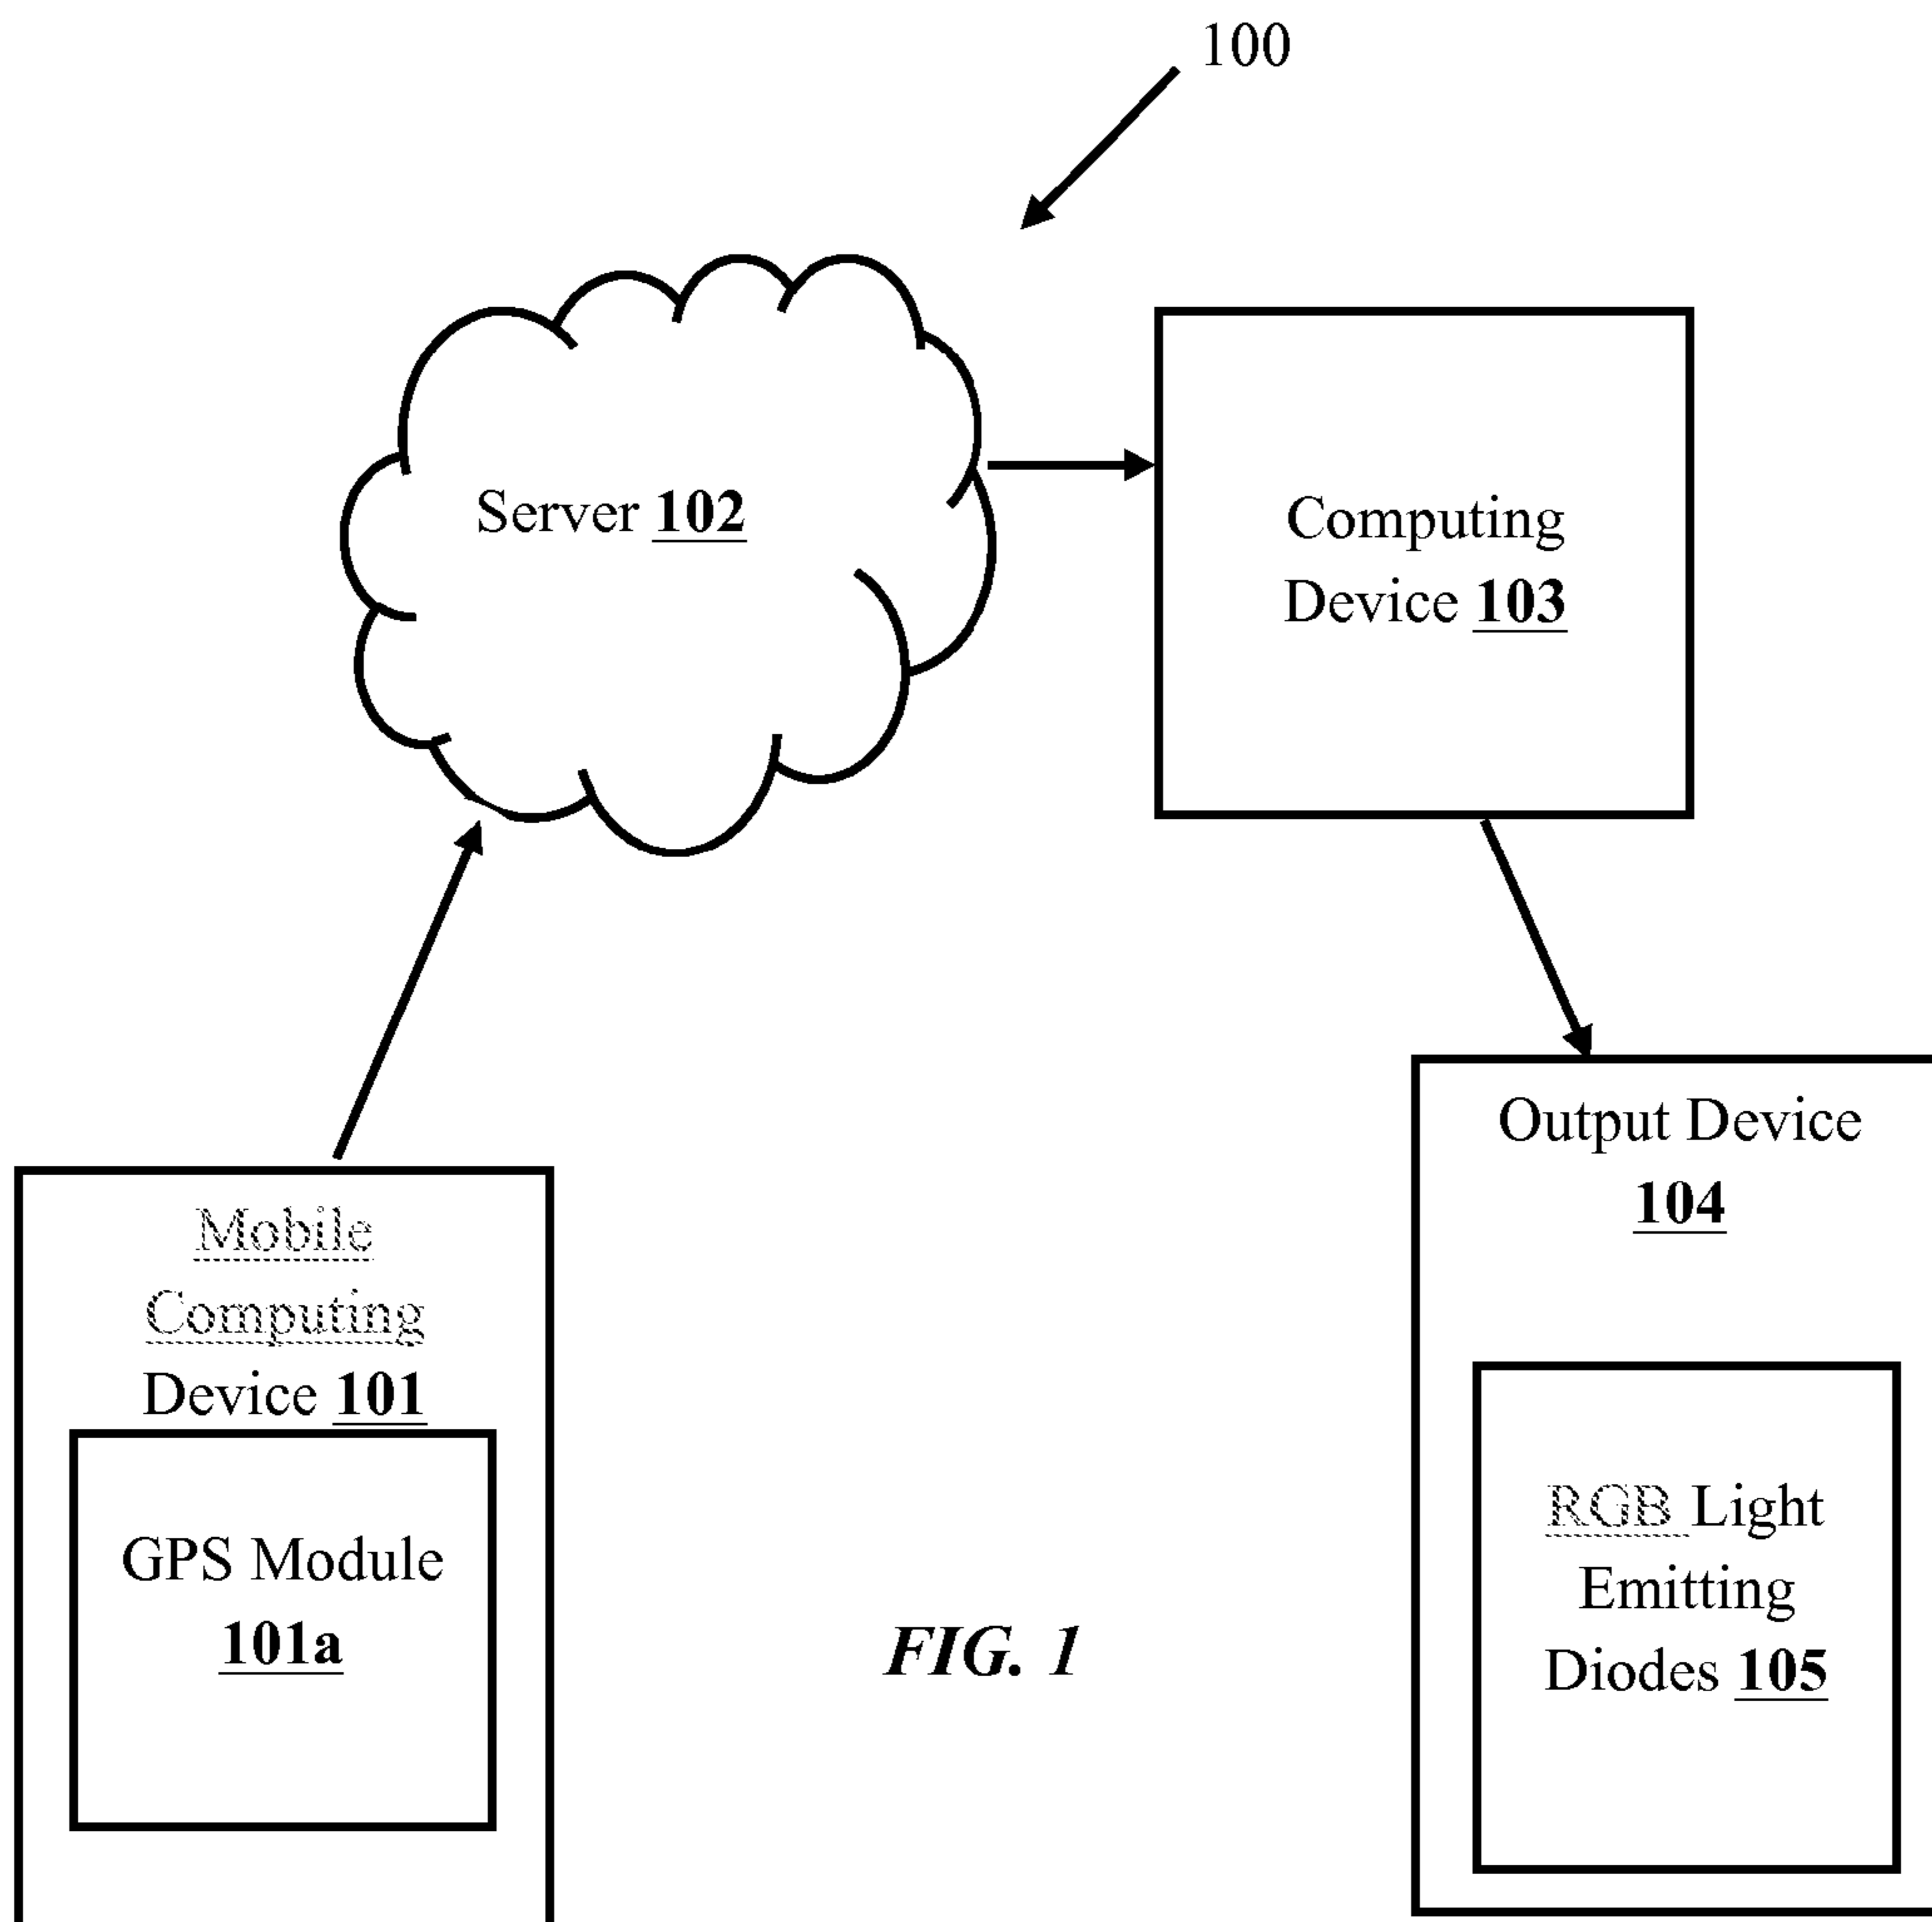 100
Server 102
Computing
Device 103
Output Device
104
Mobile
Computing
Device 101
GPS Module
101a
RGB Light
Emitting
Diodes 105
FIG. 1